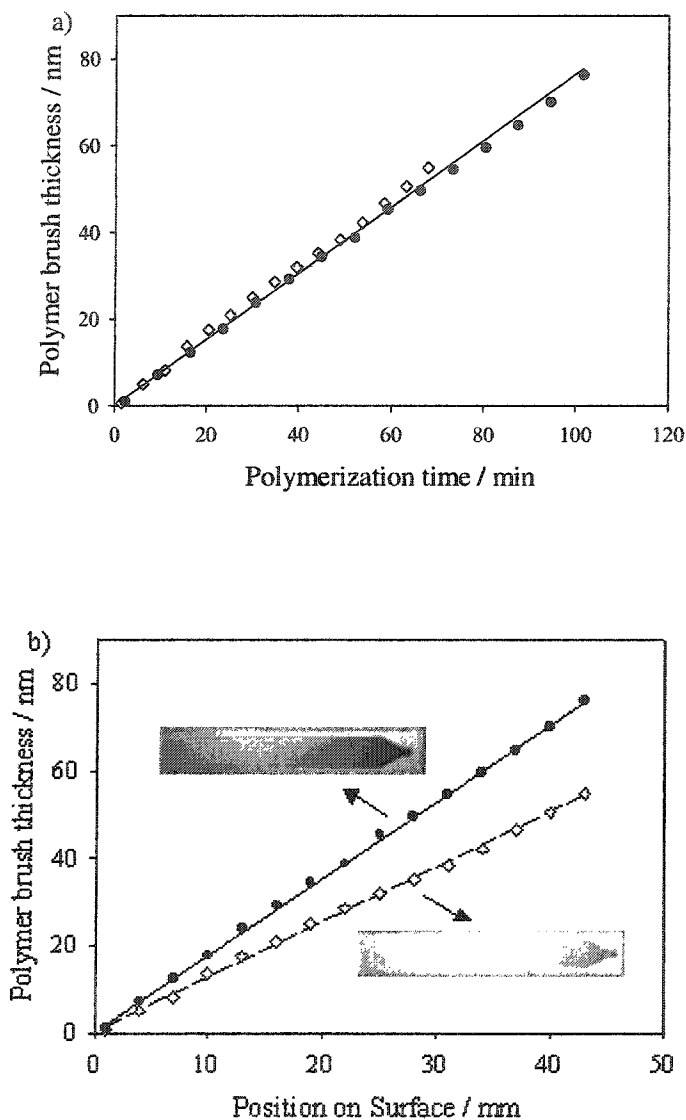 a)
Polymer brush thickness / nm
80
60
40
20
0
0 20 40 60 80 100 120
Polymerization time / min
b)
Polymer brush thickness / nm
80
60
40
20
0
0 10 20 30 40 50
Position on Surface / mm